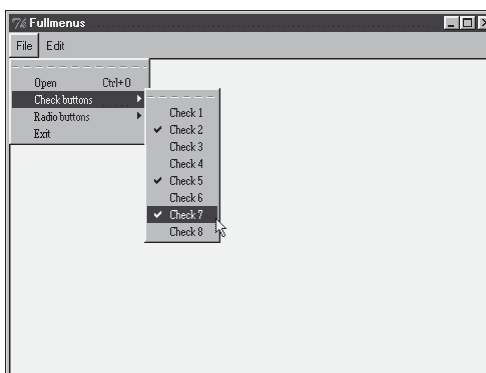 Fullmenus
File Edit
Open Ctrl+O
Check buttons
Radio buttons
Exit
Check 1
Check 2
Check 3
Check 4
Check 5
Check 6
Check 7
Check 8